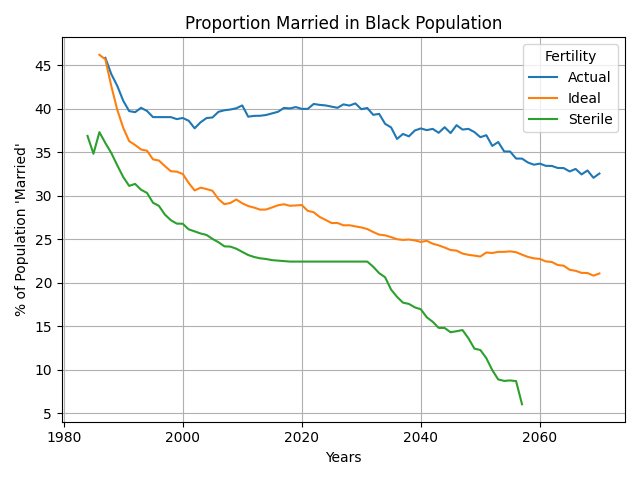 Proportion Married in Black Population
% of Population 'Married'
45
40
35
30
25
20
15
10
5
Fertility
Actual
Ideal
Sterile
1980 2000 2020 2040 2060
Years